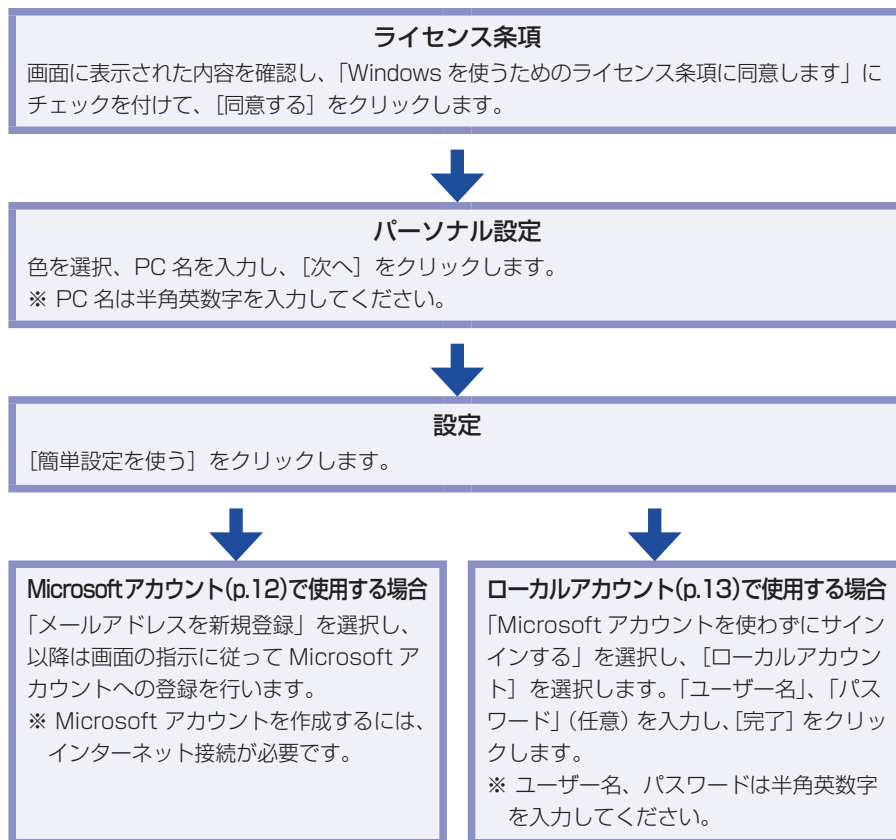 ライセンス条項
画面に表示された内容を確認し、「Windows を使うためのライセンス条項に同意します」に
チェックを付けて、[同意する] をクリックします。
パーソナル設定
色を選択、PC 名を入力し、[次へ] をクリックします。
※ PC 名は半角英数字を入力してください。
設定
[簡単設定を使う] をクリックします。
Microsoftアカウント(p.12)で使用する場合
「メールアドレスを新規登録」を選択し、
以降は画面の指示に従って Microsoft ア
カウントへの登録を行います。
※ Microsoft アカウントを作成するには、
インターネット接続が必要です。
ローカルアカウント(p.13)で使用する場合
「Microsoft アカウントを使わずにサイン
インする」を選択し、[ローカルアカウン
ト] を選択します。「ユーザー名」、「パス
ワード」(任意) を入力し、[完了] をクリッ
クします。
※ ユーザー名、パスワードは半角英数字
を入力してください。